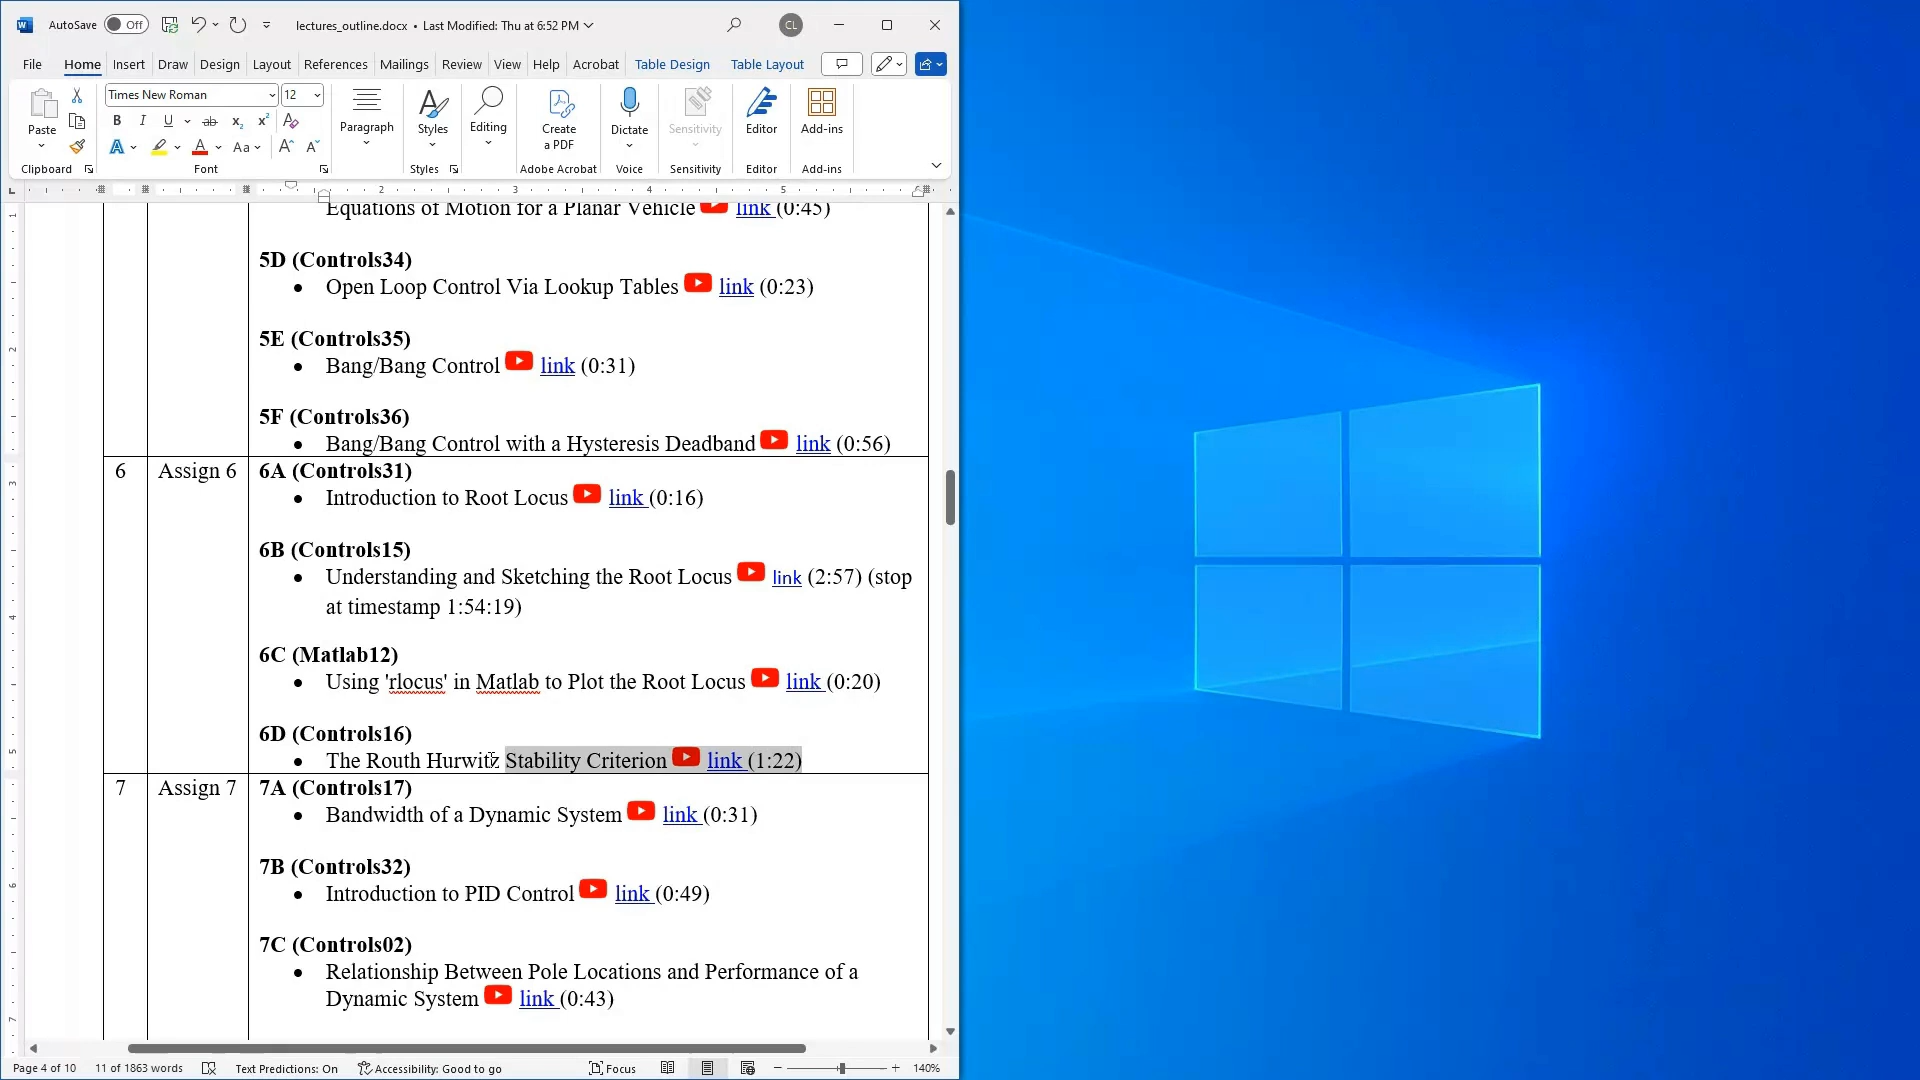 AutoSave Off lectures_outline.docx • Last Modified: Thu at 6:52 PM CL
File Home Insert Draw Design Layout References Mailings Review View Help Acrobat Table Design Table Layout
Times New Roman 12
Paste Paragraph Styles Editing Create a PDF Dictate Sensitivity Editor Add-ins
Clipboard Font Styles Adobe Acrobat Voice Sensitivity Editor Add-ins
2 3 4 5
Equations of Motion for a Planar Vehicle link (0:45)
5D (Controls34)
• Open Loop Control Via Lookup Tables link (0:23)
5E (Controls35)
• Bang/Bang Control link (0:31)
5F (Controls36)
• Bang/Bang Control with a Hysteresis Deadband link (0:56)
6 Assign 6 6A (Controls31)
• Introduction to Root Locus link (0:16)
6B (Controls15)
• Understanding and Sketching the Root Locus link (2:57) (stop
at timestamp 1:54:19)
6C (Matlab12)
• Using 'rlocus' in Matlab to Plot the Root Locus link (0:20)
6D (Controls16)
• The Routh Hurwitz Stability Criterion link (1:22)
7 Assign 7 7A (Controls17)
• Bandwidth of a Dynamic System link (0:31)
7B (Controls32)
• Introduction to PID Control link (0:49)
7C (Controls02)
• Relationship Between Pole Locations and Performance of a
Dynamic System link (0:43)
Page 4 of 10 11 of 1863 words Text Predictions: On Accessibility: Good to go Focus 140%